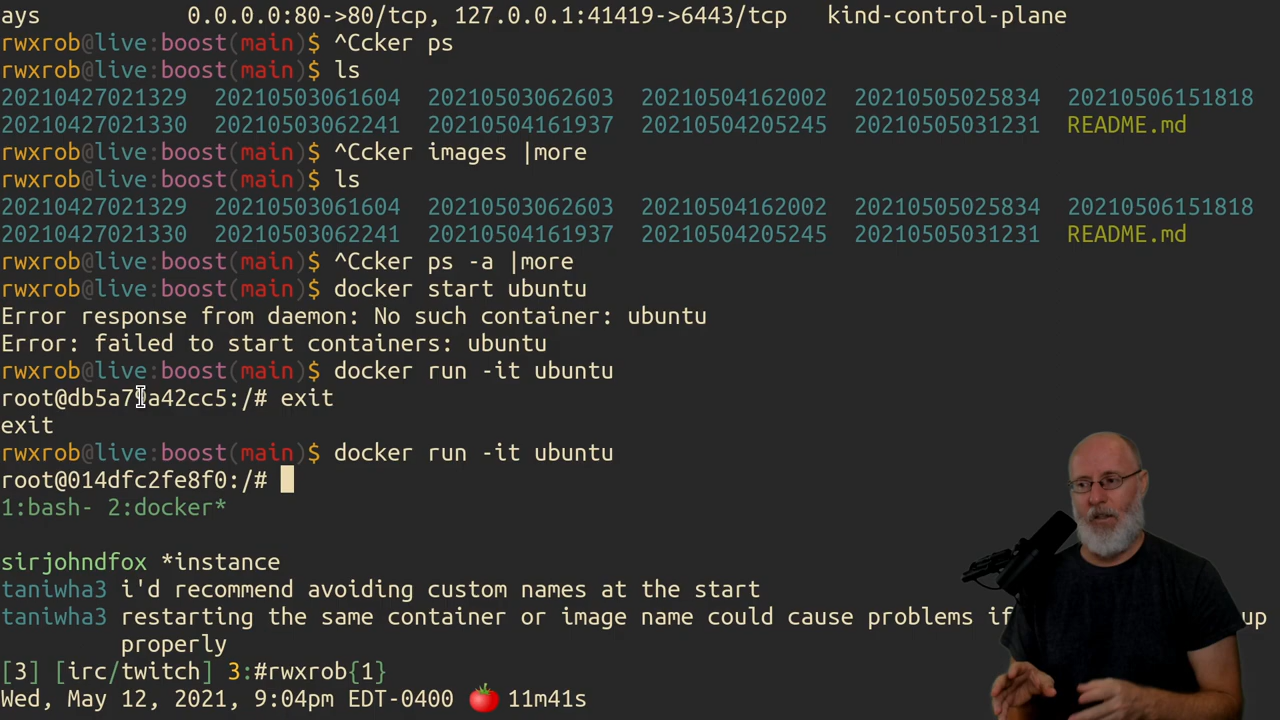 ays 0.0.0.0:80->80/tcp, 127.0.0.1:41419->6443/tcp kind-control-plane
rwxrob@live:boost(main)$ ^Ccker ps
rwxrob@live:boost(main)$ ls
20210427021329 20210503061604 20210503062603 20210504162002 20210505025834 20210506151818
20210427021330 20210503062241 20210504161937 20210504205245 20210505031231 README.md
rwxrob@live:boost(main)$ ^Ccker images |more
rwxrob@live:boost(main)$ ls
20210427021329 20210503061604 20210503062603 20210504162002 20210505025834 20210506151818
20210427021330 20210503062241 20210504161937 20210504205245 20210505031231 README.md
rwxrob@live:boost(main)$ ^Ccker ps -a |more
rwxrob@live:boost(main)$ docker start ubuntu
Error response from daemon: No such container: ubuntu
Error: failed to start containers: ubuntu
rwxrob@live:boost(main)$ docker run -it ubuntu
root@db5a79a42cc5:/# exit
exit
rwxrob@live:boost(main)$ docker run -it ubuntu
root@014dfc2fe8f0:/#
1:bash- 2:docker*
sirjohndfox *instance
taniwha3 i'd recommend avoiding custom names at the start
taniwha3 restarting the same container or image name could cause problems if up
properly
[3] [irc/twitch] 3:#rwxrob{1}
Wed, May 12, 2021, 9:04pm EDT-0400 🍅 11m41s